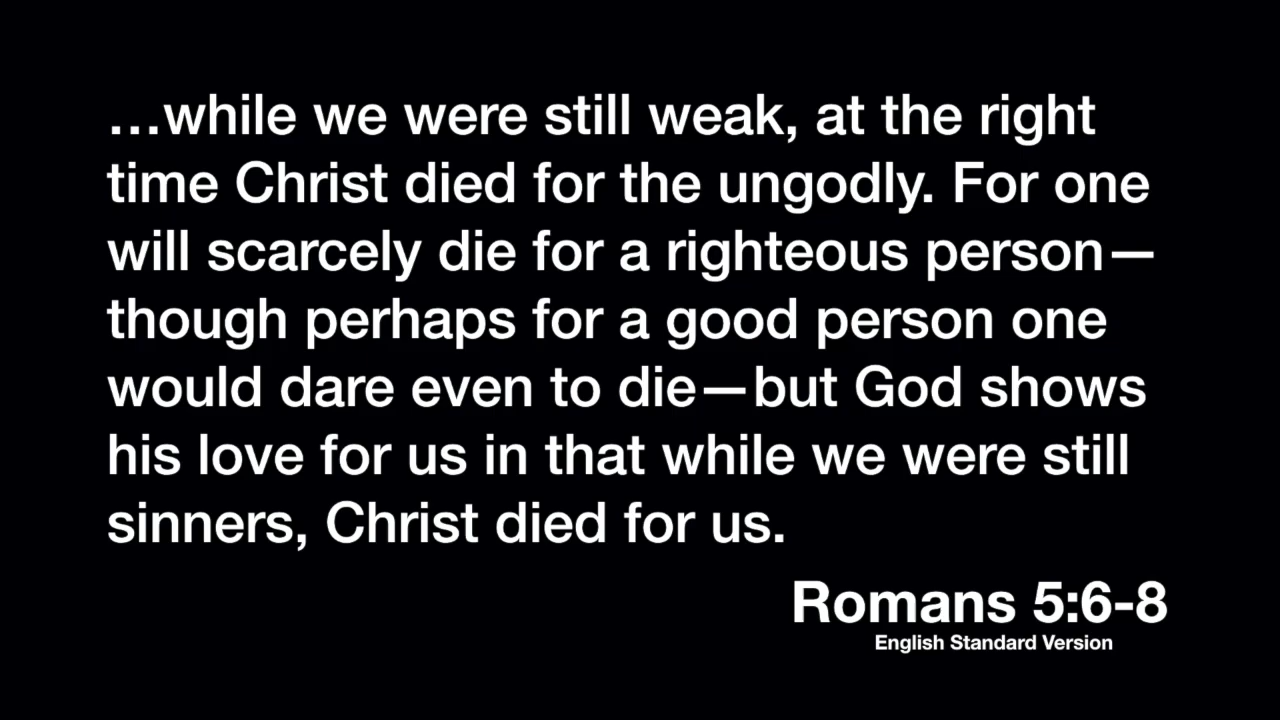 …while we were still weak, at the right
time Christ died for the ungodly. For one
will scarcely die for a righteous person—
though perhaps for a good person one
would dare even to die—but God shows
his love for us in that while we were still
sinners, Christ died for us.
Romans 5:6-8
English Standard Version